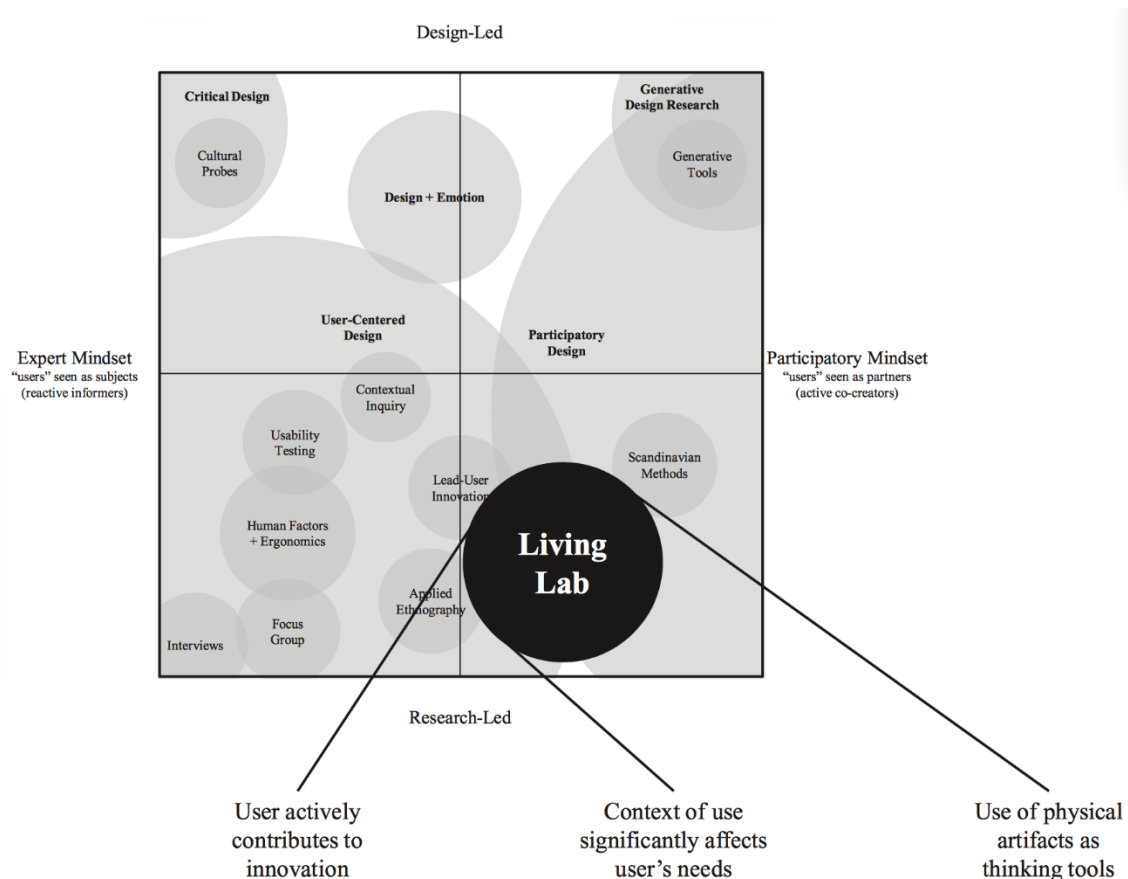 Design-Led
Critical Design
Generative
Design Research
Cultural
Probes
Generative
Tools
Design + Emotion
User-Centered
Design
Participatory
Design
Expert Mindset
“users” seen as subjects
(reactive informers)
Participatory Mindset
“users” seen as partners
(active co-creators)
Contextual
Inquiry
Usability
Testing
Lead-User
Innovation
Scandinavian
Methods
Human Factors
+ Ergonomics
Living
Lab
Applied
Ethnography
Interviews
Focus
Group
Research-Led
User actively
contributes to
innovation
Context of use
significantly affects
user’s needs
Use of physical
artifacts as
thinking tools